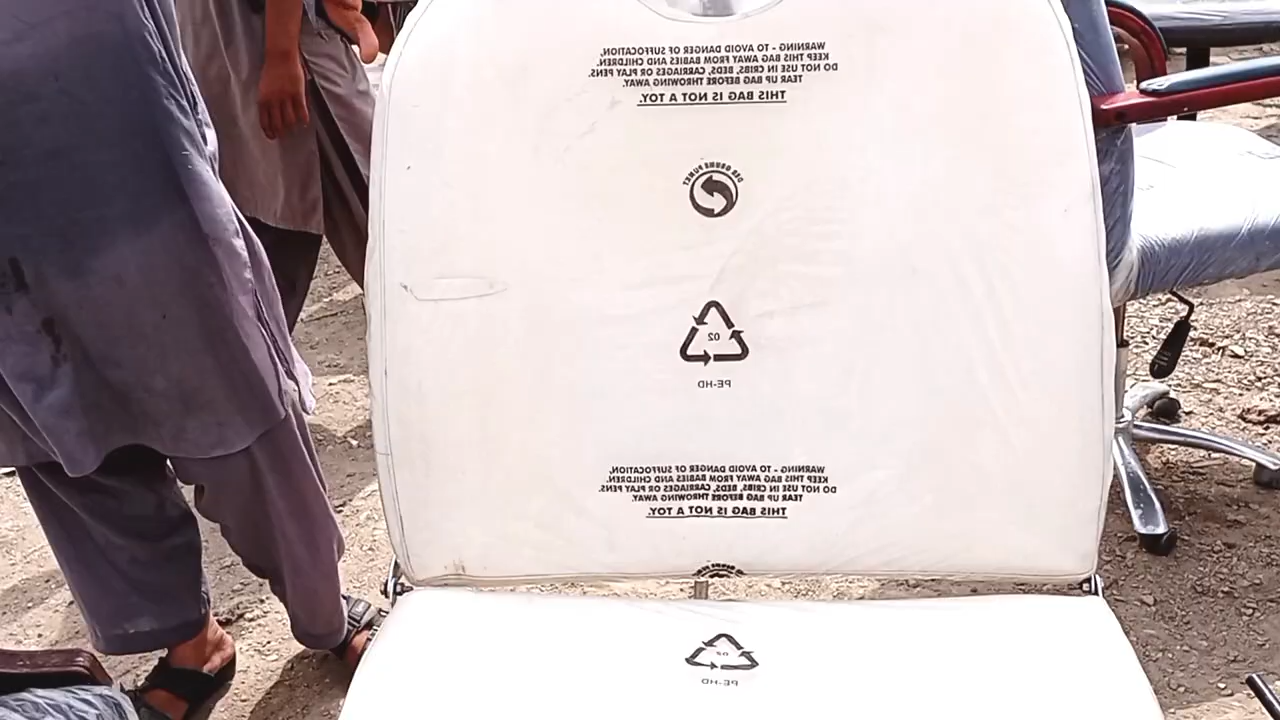 WARNING - TO AVOID DANGER OF SUFFOCATION,
KEEP THIS BAG AWAY FROM BABIES AND CHILDREN.
DO NOT USE IN CRIBS, BEDS, CARRIAGES OR PLAY PENS.
TEAR UP BAG BEFORE THROWING AWAY.
THIS BAG IS NOT A TOY.
DER GRÜNE PUNKT
02
PE-HD
WARNING - TO AVOID DANGER OF SUFFOCATION,
KEEP THIS BAG AWAY FROM BABIES AND CHILDREN,
DO NOT USE IN CRIBS, BEDS, CARRIAGES OR PLAY PENS.
TEAR UP BAG BEFORE THROWING AWAY.
THIS BAG IS NOT A TOY.
02
PE-HD